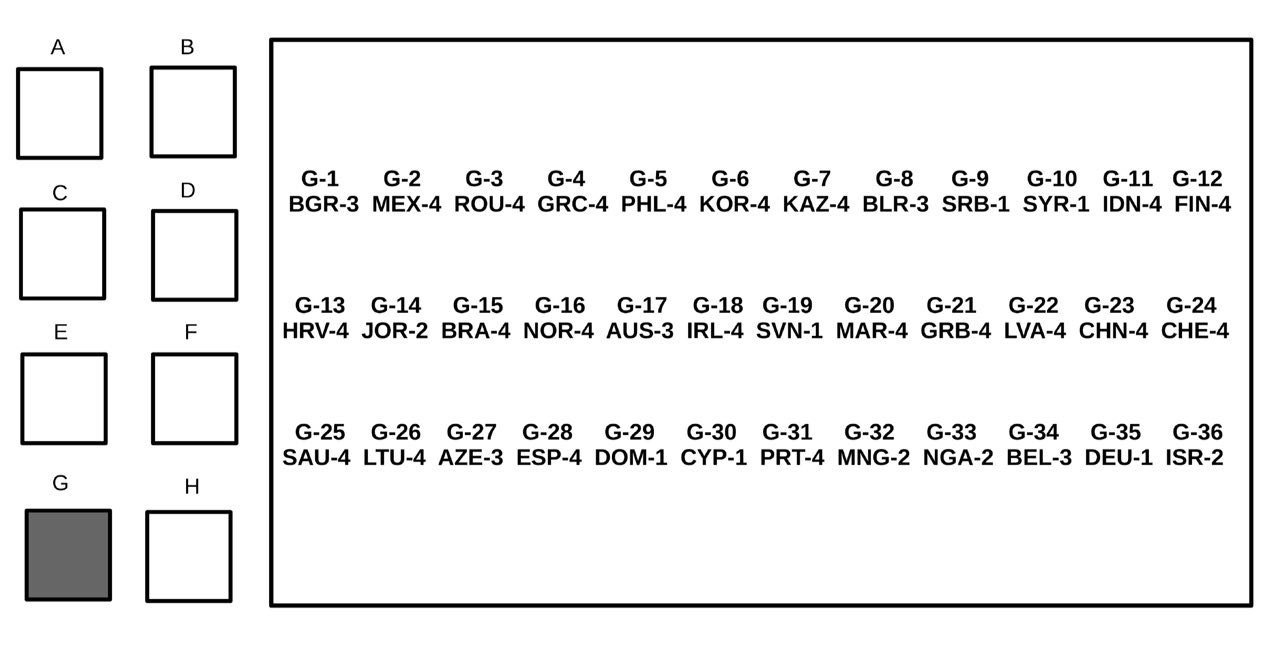 A B
C D
E F
G H
G-1 G-2 G-3 G-4 G-5 G-6 G-7 G-8 G-9 G-10 G-11 G-12
BGR-3 MEX-4 ROU-4 GRC-4 PHL-4 KOR-4 KAZ-4 BLR-3 SRB-1 SYR-1 IDN-4 FIN-4
G-13 G-14 G-15 G-16 G-17 G-18 G-19 G-20 G-21 G-22 G-23 G-24
HRV-4 JOR-2 BRA-4 NOR-4 AUS-3 IRL-4 SVN-1 MAR-4 GRB-4 LVA-4 CHN-4 CHE-4
G-25 G-26 G-27 G-28 G-29 G-30 G-31 G-32 G-33 G-34 G-35 G-36
SAU-4 LTU-4 AZE-3 ESP-4 DOM-1 CYP-1 PRT-4 MNG-2 NGA-2 BEL-3 DEU-1 ISR-2